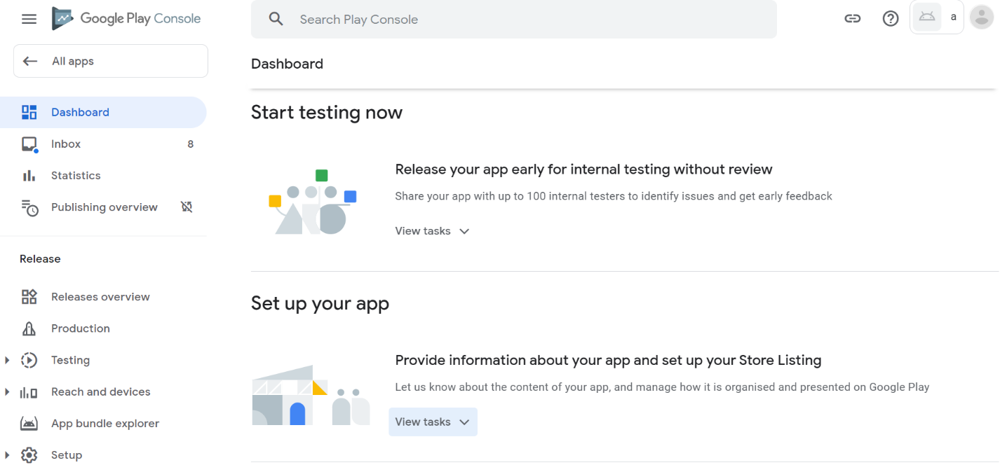 Google Play Console
Search Play Console
a
All apps
Dashboard
Dashboard
Inbox 8
Statistics
Publishing overview
Release
Releases overview
Production
Testing
Reach and devices
App bundle explorer
Setup
Start testing now
Release your app early for internal testing without review
Share your app with up to 100 internal testers to identify issues and get early feedback
View tasks
Set up your app
Provide information about your app and set up your Store Listing
Let us know about the content of your app, and manage how it is organised and presented on Google Play
View tasks